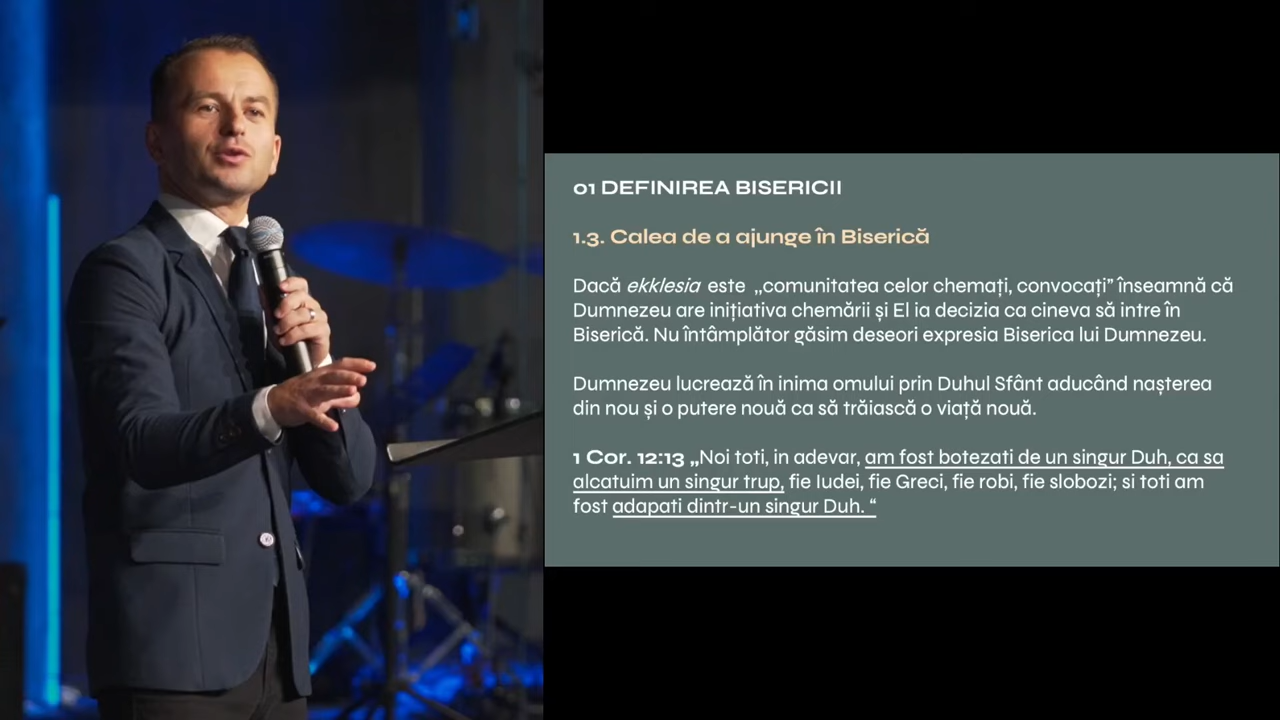 01 DEFINIREA BISERICII
1.3. Calea de a ajunge în Biserică
Dacă ekklesia este „comunitatea celor chemați, convocați” înseamnă că
Dumnezeu are inițiativa chemării și El ia decizia ca cineva să intre în
Biserică. Nu întâmplător găsim deseori expresia Biserica lui Dumnezeu.
Dumnezeu lucrează în inima omului prin Duhul Sfânt aducând nașterea
din nou și o putere nouă ca să trăiască o viață nouă.
1 Cor. 12:13 „Noi toti, in adevar, am fost botezati de un singur Duh, ca sa
alcatuim un singur trup, fie Iudei, fie Greci, fie robi, fie slobozi; si toti am
fost adapati dintr-un singur Duh. “